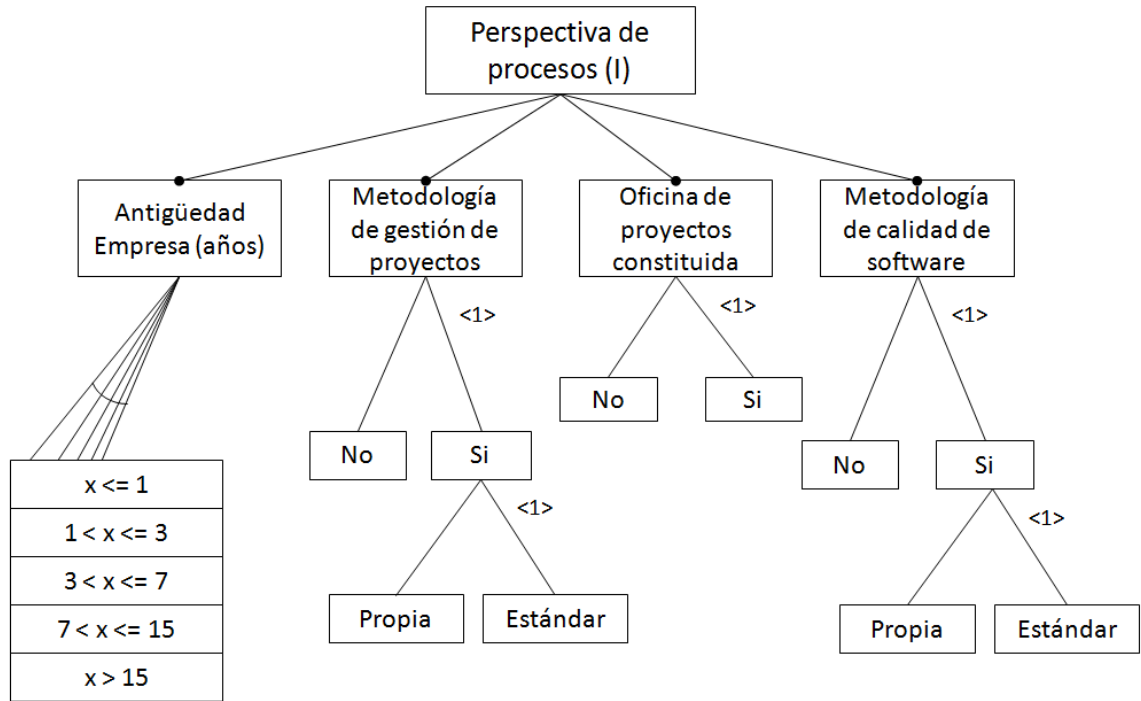 Perspectiva de
procesos (I)
Antigüedad
Empresa (años)
Metodología
de gestión de
proyectos
Oficina de
proyectos
constituida
Metodología
de calidad de
software
<1>
<1>
<1>
No
Si
No
Si
No
Si
x <= 1
1 < x <= 3
3 < x <= 7
7 < x <= 15
x > 15
<1>
<1>
Propia
Estándar
Propia
Estándar